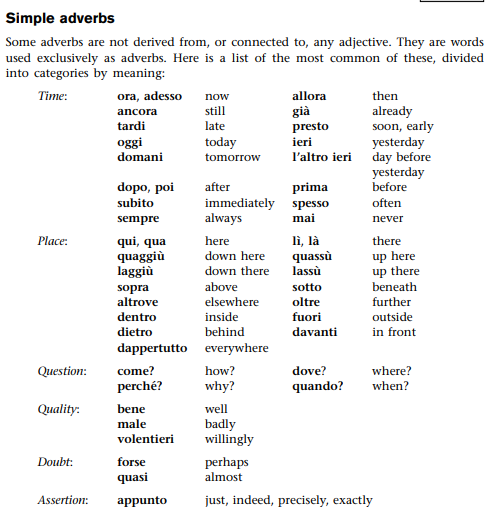 Simple adverbs
Some adverbs are not derived from, or connected to, any adjective. They are words
used exclusively as adverbs. Here is a list of the most common of these, divided
into categories by meaning:
Time: ora, adesso now allora then
ancora still già already
tardi late presto soon, early
oggi today ieri yesterday
domani tomorrow l'altro ieri day before
yesterday
dopo, poi after prima before
subito immediately spesso often
sempre always mai never
Place: qui, qua here lì, là there
quaggiù down here quassù up here
laggiù down there lassù up there
sopra above sotto beneath
altrove elsewhere oltre further
dentro inside fuori outside
dietro behind davanti in front
dappertutto everywhere
Question: come? how? dove? where?
perché? why? quando? when?
Quality: bene well
male badly
volentieri willingly
Doubt: forse perhaps
quasi almost
Assertion: appunto just, indeed, precisely, exactly